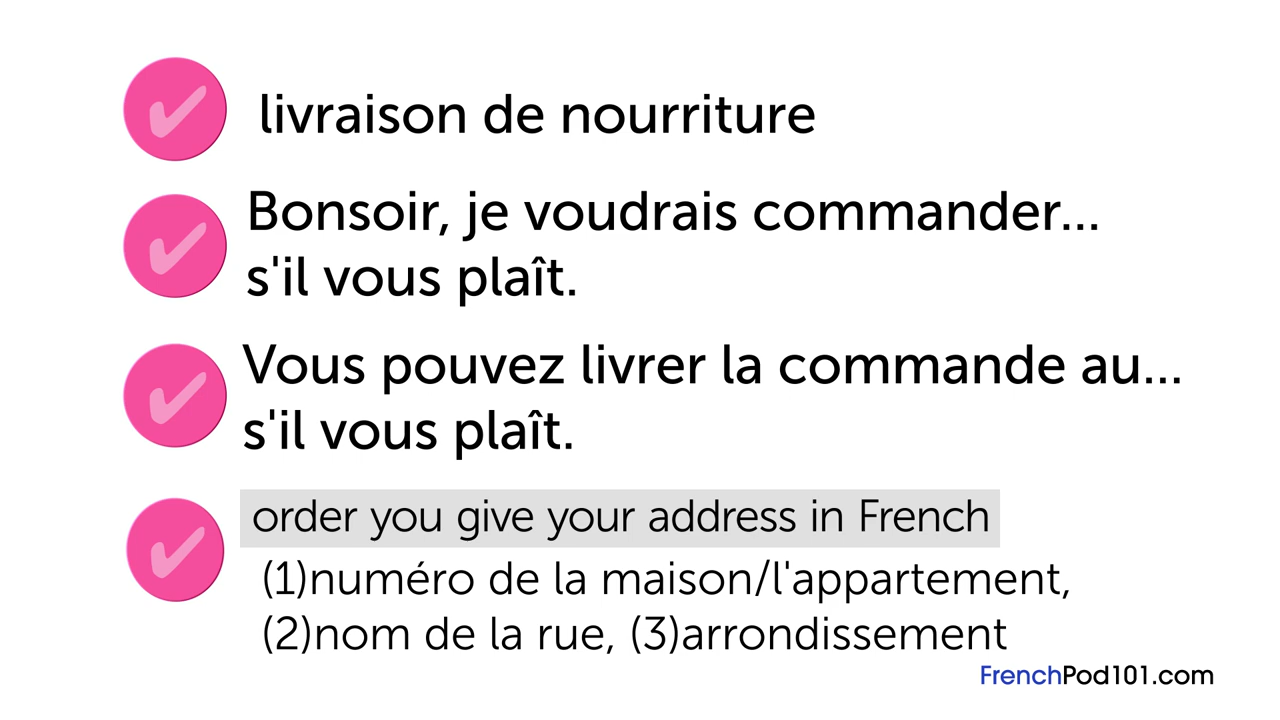 livraison de nourriture
Bonsoir, je voudrais commander...
s'il vous plaît.
Vous pouvez livrer la commande au...
s'il vous plaît.
order you give your address in French
(1)numéro de la maison/l'appartement,
(2)nom de la rue, (3)arrondissement
FrenchPod101.com